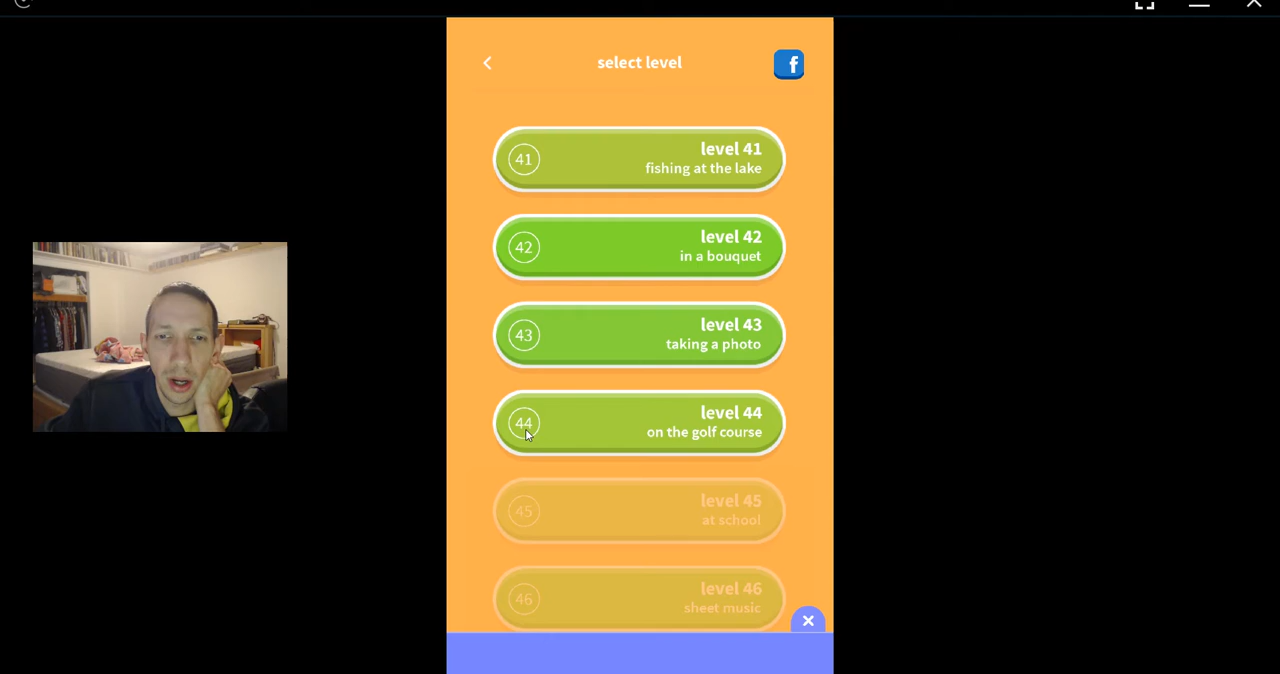 select level
f
41
level 41
fishing at the lake
42
level 42
in a bouquet
43
level 43
taking a photo
44
level 44
on the golf course
45
level 45
at school
46
level 46
sheet music